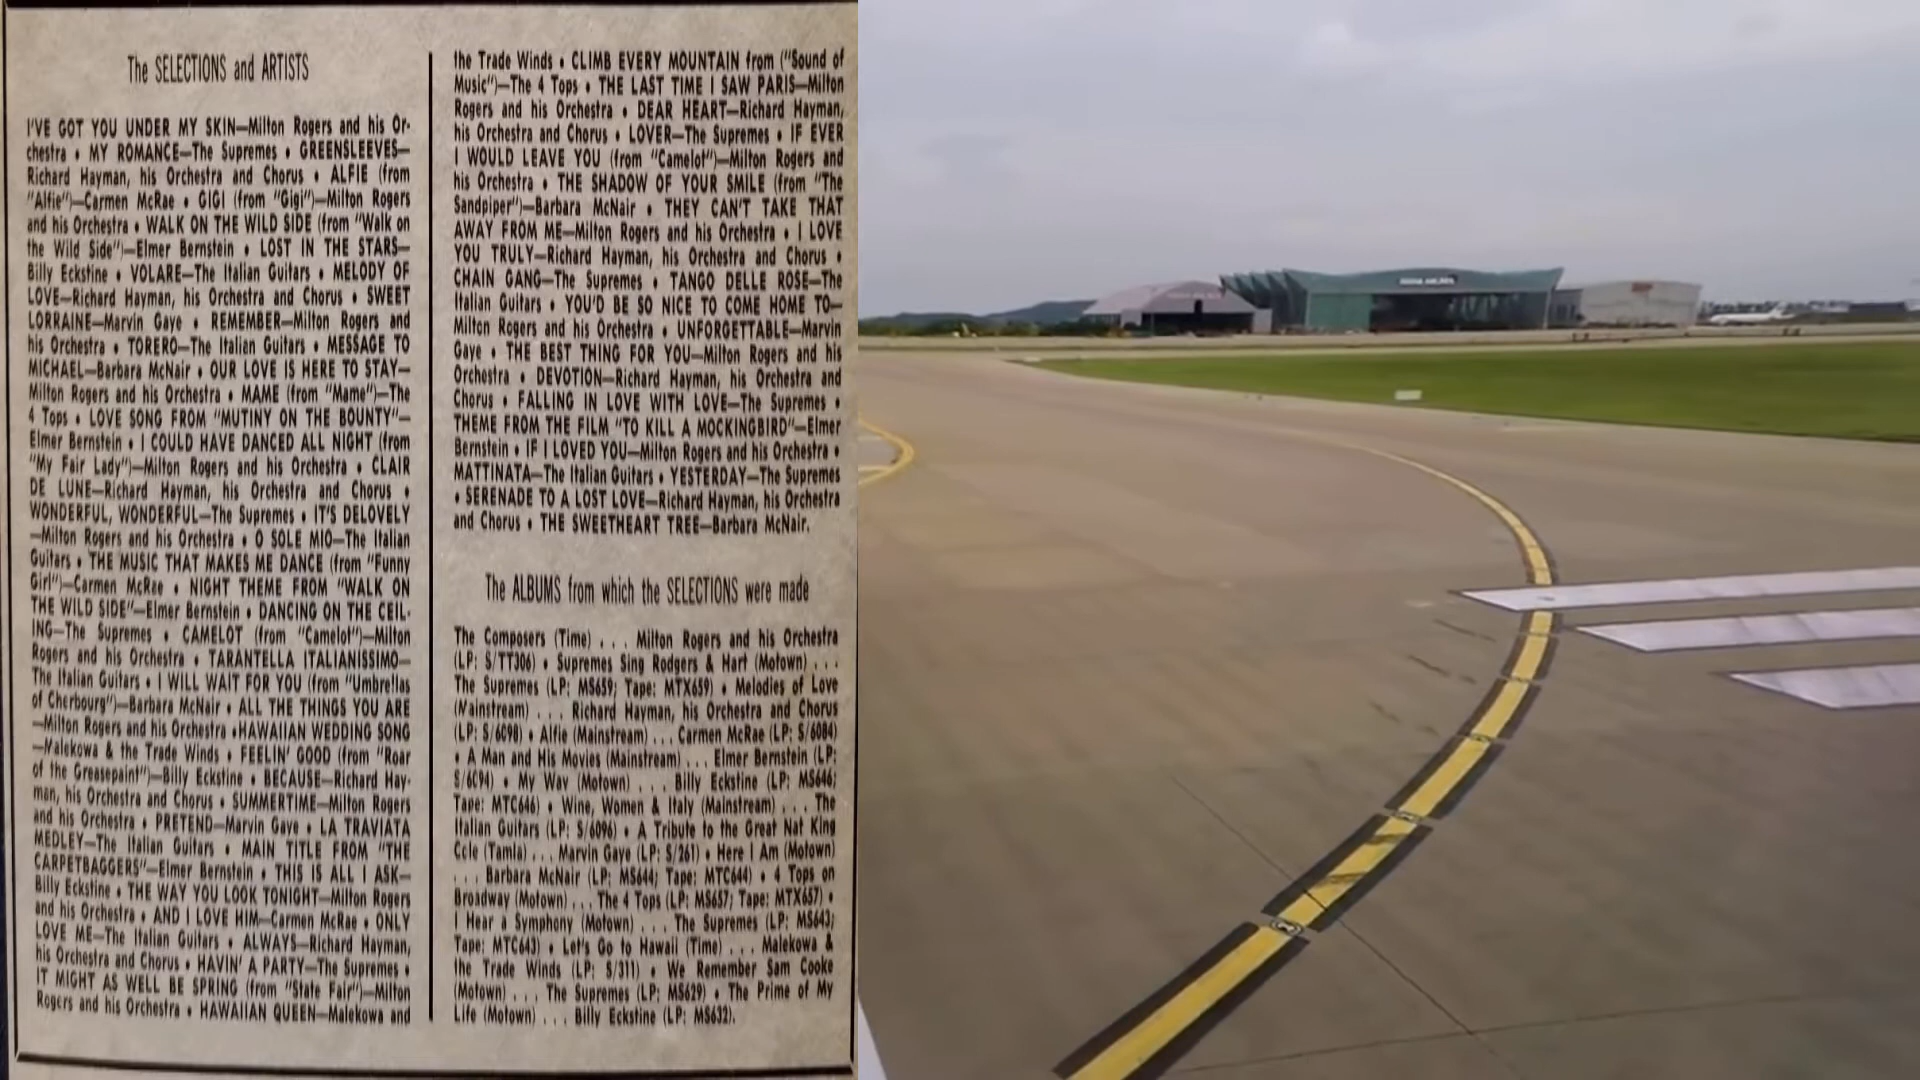 The SELECTIONS and ARTISTS
I'VE GOT YOU UNDER MY SKIN—Milton Rogers and his Or-
chestra • MY ROMANCE—The Supremes • GREENSLEEVES—
Richard Hayman, his Orchestra and Chorus • ALFIE (from
"Alfie")—Carmen McRae • GIGI (from "Gigi")—Milton Rogers
and his Orchestra • WALK ON THE WILD SIDE (from "Walk on
the Wild Side")—Elmer Bernstein • LOST IN THE STARS—
Billy Eckstine • VOLARE—The Italian Guitars • MELODY OF
LOVE—Richard Hayman, his Orchestra and Chorus • SWEET
LORRAINE—Marvin Gaye • REMEMBER—Milton Rogers and
his Orchestra • TORERO—The Italian Guitars • MESSAGE TO
MICHAEL—Barbara McNair • OUR LOVE IS HERE TO STAY—
Milton Rogers and his Orchestra • MAME (from "Mame")—The
4 Tops • LOVE SONG FROM "MUTINY ON THE BOUNTY"—
Elmer Bernstein • I COULD HAVE DANCED ALL NIGHT (from
"My Fair Lady")—Milton Rogers and his Orchestra • CLAIR
DE LUNE—Richard Hayman, his Orchestra and Chorus •
WONDERFUL, WONDERFUL—The Supremes • IT'S DELOVELY
—Milton Rogers and his Orchestra • O SOLE MIO—The Italian
Guitars • THE MUSIC THAT MAKES ME DANCE (from "Funny
Girl")—Carmen McRae • NIGHT THEME FROM "WALK ON
THE WILD SIDE"—Elmer Bernstein • DANCING ON THE CEIL-
ING—The Supremes • CAMELOT (from "Camelot")—Milton
Rogers and his Orchestra • TARANTELLA ITALIANISSIMO—
The Italian Guitars • I WILL WAIT FOR YOU (from "Umbrellas
of Cherbourg")—Barbara McNair • ALL THE THINGS YOU ARE
—Milton Rogers and his Orchestra •HAWAIIAN WEDDING SONG
—Malekowa & the Trade Winds • FEELIN' GOOD (from "Roar
of the Greasepaint")—Billy Eckstine • BECAUSE—Richard Hay-
man, his Orchestra and Chorus • SUMMERTIME—Milton Rogers
and his Orchestra • PRETEND—Marvin Gaye • LA TRAVIATA
MEDLEY—The Italian Guitars • MAIN TITLE FROM "THE
CARPETBAGGERS"—Elmer Bernstein • THIS IS ALL I ASK—
Billy Eckstine • THE WAY YOU LOOK TONIGHT—Milton Rogers
and his Orchestra • AND I LOVE HIM—Carmen McRae • ONLY
LOVE ME—The Italian Guitars • ALWAYS—Richard Hayman,
his Orchestra and Chorus • HAVIN' A PARTY—The Supremes •
IT MIGHT AS WELL BE SPRING (from "State Fair")—Milton
Rogers and his Orchestra • HAWAIIAN QUEEN—Malekowa and
the Trade Winds • CLIMB EVERY MOUNTAIN from ("Sound of
Music")—The 4 Tops • THE LAST TIME I SAW PARIS—Milton
Rogers and his Orchestra • DEAR HEART—Richard Hayman,
his Orchestra and Chorus • LOVER—The Supremes • IF EVER
I WOULD LEAVE YOU (from "Camelot")—Milton Rogers and
his Orchestra • THE SHADOW OF YOUR SMILE (from "The
Sandpiper")—Barbara McNair • THEY CAN'T TAKE THAT
AWAY FROM ME—Milton Rogers and his Orchestra • I LOVE
YOU TRULY—Richard Hayman, his Orchestra and Chorus •
CHAIN GANG—The Supremes • TANGO DELLE ROSE—The
Italian Guitars • YOU'D BE SO NICE TO COME HOME TO—
Milton Rogers and his Orchestra • UNFORGETTABLE—Marvin
Gaye • THE BEST THING FOR YOU—Milton Rogers and his
Orchestra • DEVOTION—Richard Hayman, his Orchestra and
Chorus • FALLING IN LOVE WITH LOVE—The Supremes •
THEME FROM THE FILM "TO KILL A MOCKINGBIRD"—Elmer
Bernstein • IF I LOVED YOU—Milton Rogers and his Orchestra •
MATTINATA—The Italian Guitars • YESTERDAY—The Supremes
• SERENADE TO A LOST LOVE—Richard Hayman, his Orchestra
and Chorus • THE SWEETHEART TREE—Barbara McNair.
The ALBUMS from which the SELECTIONS were made
The Composers (Time) . . . Milton Rogers and his Orchestra
(LP: S/TT306) • Supremes Sing Rodgers & Hart (Motown) . . .
The Supremes (LP: MS659; Tape: MTX659) • Melodies of Love
(Mainstream) . . . Richard Hayman, his Orchestra and Chorus
(LP: S/6098) • Alfie (Mainstream) . . . Carmen McRae (LP: S/6084)
• A Man and His Movies (Mainstream) . . . Elmer Bernstein (LP:
S/6094) • My Way (Motown) . . . Billy Eckstine (LP: MS646;
Tape: MTC646) • Wine, Women & Italy (Mainstream) . . . The
Italian Guitars (LP: S/6096) • A Tribute to the Great Nat King
Cole (Tamla) . . . Marvin Gaye (LP: S/261) • Here I Am (Motown)
. . . Barbara McNair (LP: MS644; Tape: MTC644) • 4 Tops on
Broadway (Motown) . . . The 4 Tops (LP: MS657; Tape: MTX657) •
I Hear a Symphony (Motown) . . . The Supremes (LP: MS643;
Tape: MTC643) • Let's Go to Hawaii (Time) . . . Malekowa &
the Trade Winds (LP: S/311) • We Remember Sam Cooke
(Motown) . . . The Supremes (LP: MS629) • The Prime of My
Life (Motown) . . . Billy Eckstine (LP: MS632).